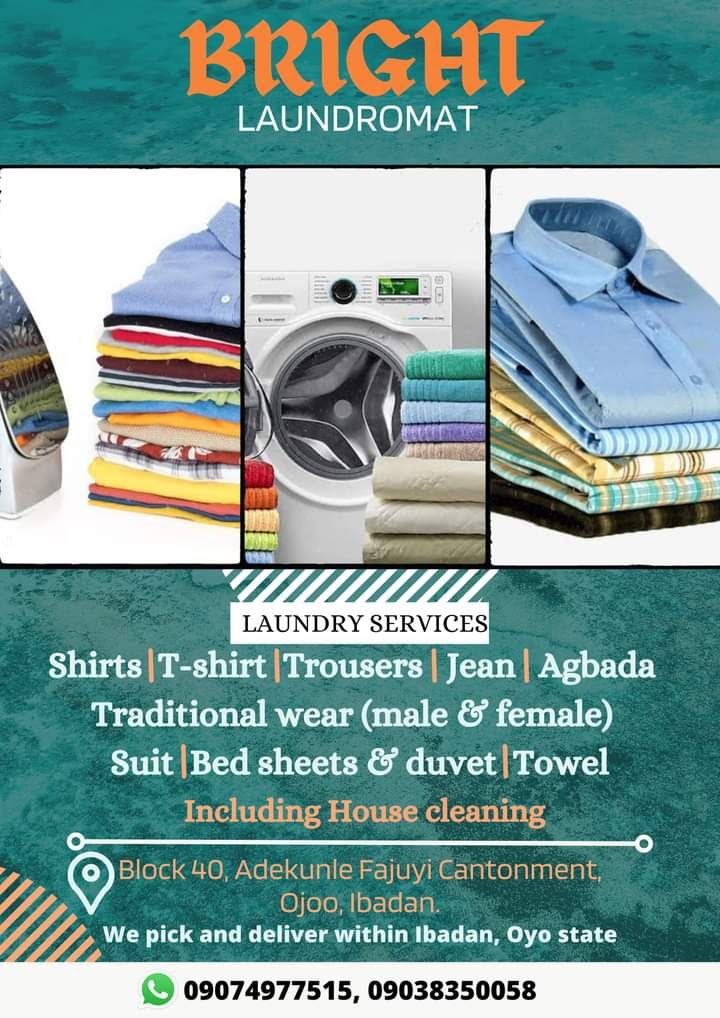 BRIGHT
LAUNDROMAT
LAUNDRY SERVICES
Shirts|T-shirt|Trousers| Jean| Agbada
Traditional wear (male & female)
Suit|Bed sheets & duvet|Towel
Including House cleaning
Block 40, Adekunle Fajuyi Cantonment,
Ojoo, Ibadan.
We pick and deliver within Ibadan, Oyo state
09074977515, 09038350058